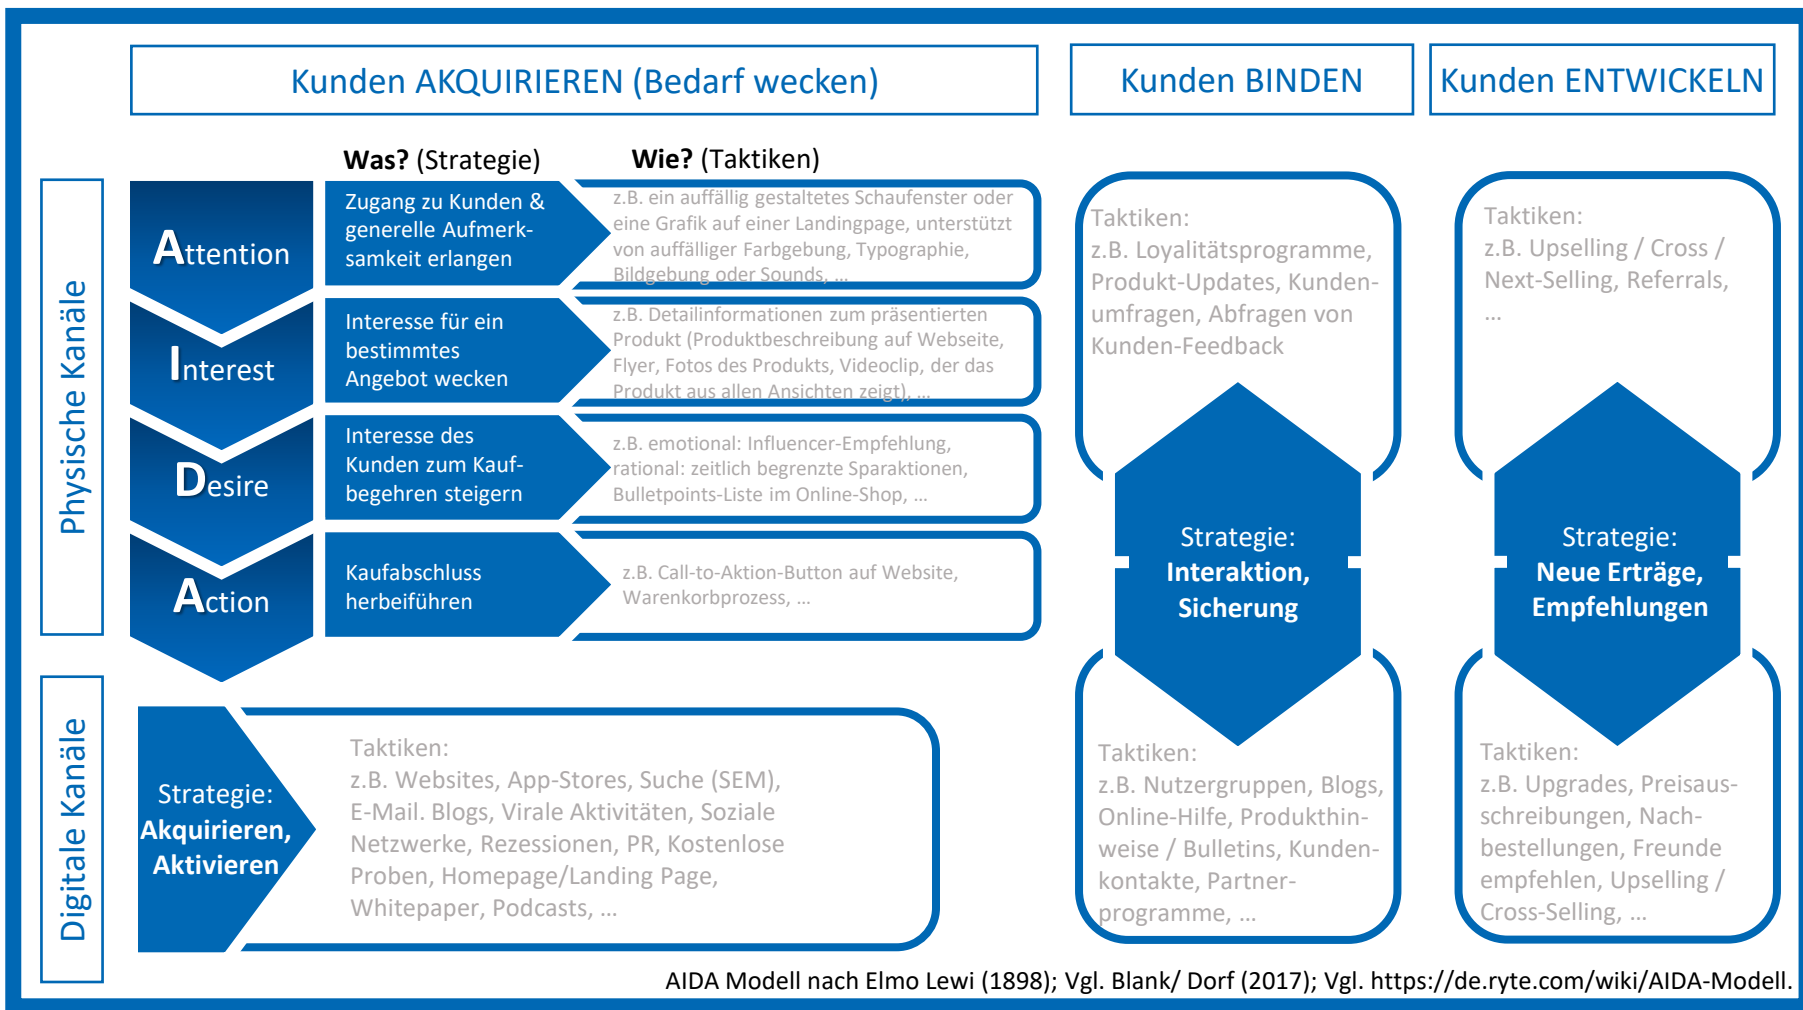 Kunden AKQUIRIEREN (Bedarf wecken)
Kunden BINDEN
Kunden ENTWICKELN
Was? (Strategie)
Wie? (Taktiken)
Physische Kanäle
Attention
Zugang zu Kunden &
generelle Aufmerk-
samkeit erlangen
z.B. ein auffällig gestaltetes Schaufenster oder
eine Grafik auf einer Landingpage, unterstützt
von auffälliger Farbgebung, Typographie,
Bildgebung oder Sounds, ...
Interest
Interesse für ein
bestimmtes
Angebot wecken
z.B. Detailinformationen zum präsentierten
Produkt (Produktbeschreibung auf Webseite,
Flyer, Fotos des Produkts, Videoclip, der das
Produkt aus allen Ansichten zeigt), ...
Desire
Interesse des
Kunden zum Kauf-
begehren steigern
z.B. emotional: Influencer-Empfehlung,
rational: zeitlich begrenzte Sparaktionen,
Bulletpoints-Liste im Online-Shop, ...
Action
Kaufabschluss
herbeiführen
z.B. Call-to-Aktion-Button auf Website,
Warenkorbprozess, ...
Taktiken:
z.B. Loyalitätsprogramme,
Produkt-Updates, Kunden-
umfragen, Abfragen von
Kunden-Feedback
Strategie:
Interaktion,
Sicherung
Taktiken:
z.B. Upselling / Cross /
Next-Selling, Referrals,
...
Strategie:
Neue Erträge,
Empfehlungen
Digitale Kanäle
Strategie:
Akquirieren,
Aktivieren
Taktiken:
z.B. Websites, App-Stores, Suche (SEM),
E-Mail. Blogs, Virale Aktivitäten, Soziale
Netzwerke, Rezessionen, PR, Kostenlose
Proben, Homepage/Landing Page,
Whitepaper, Podcasts, ...
Taktiken:
z.B. Nutzergruppen, Blogs,
Online-Hilfe, Produkthin-
weise / Bulletins, Kunden-
kontakte, Partner-
programme, ...
Taktiken:
z.B. Upgrades, Preisaus-
schreibungen, Nach-
bestellungen, Freunde
empfehlen, Upselling /
Cross-Selling, ...
AIDA Modell nach Elmo Lewi (1898); Vgl. Blank/ Dorf (2017); Vgl. https://de.ryte.com/wiki/AIDA-Modell.